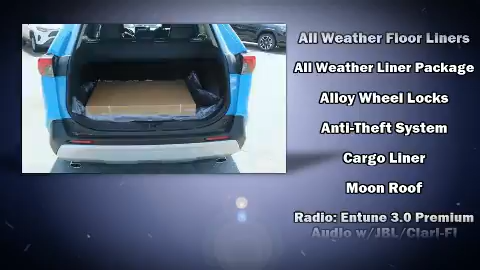 All Weather Floor Liners
All Weather Liner Package
Alloy Wheel Locks
Anti-Theft System
Cargo Liner
Moon Roof
Radio: Entune 3.0 Premium
Audio w/JBL/Clari-Fi